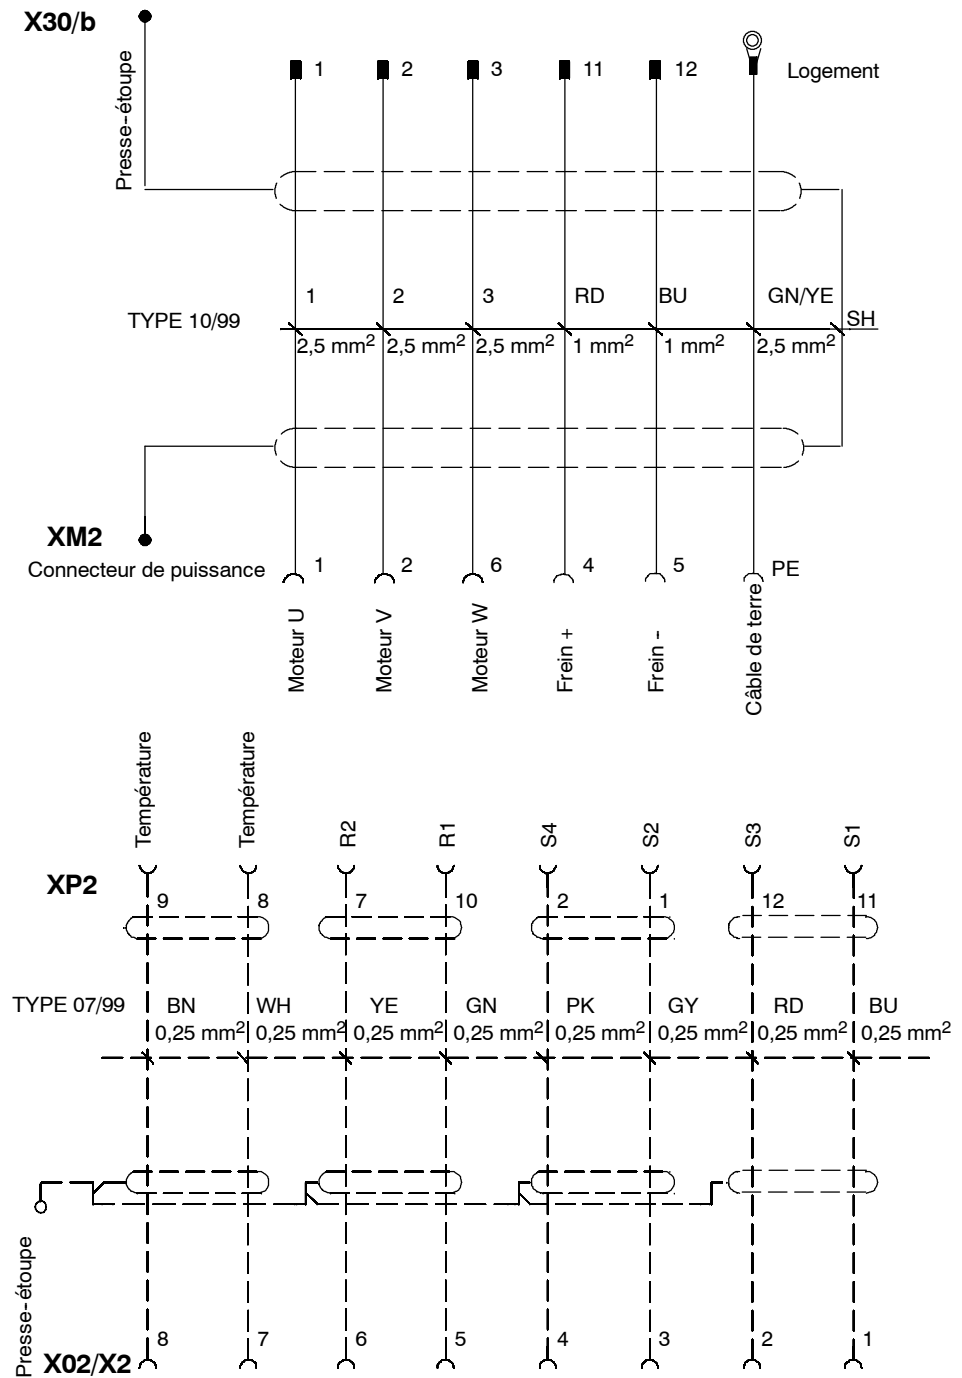 X30/b
Presse-étoupe
1 2 3 11 12 Logement
1 2 3 RD BU GN/YE
TYPE 10/99 SH
2,5 mm² 2,5 mm² 2,5 mm² 1 mm² 1 mm² 2,5 mm²
XM2
Connecteur de puissance 1 2 6 4 5 PE
Moteur U
Moteur V
Moteur W
Frein +
Frein -
Câble de terre
Température
Température
R2
R1
S4
S2
S3
S1
XP2
9 8 7 10 2 1 12 11
TYPE 07/99 BN WH YE GN PK GY RD BU
0,25 mm² 0,25 mm² 0,25 mm² 0,25 mm² 0,25 mm² 0,25 mm² 0,25 mm² 0,25 mm²
Presse-étoupe
8 7 6 5 4 3 2 1
X02/X2